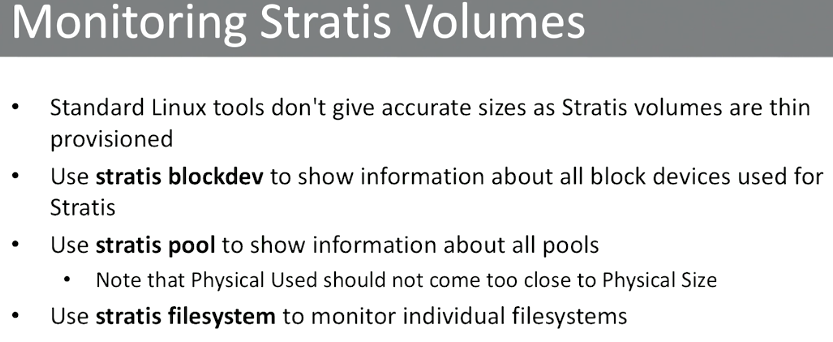 Monitoring Stratis Volumes
• Standard Linux tools don't give accurate sizes as Stratis volumes are thin
provisioned
• Use stratis blockdev to show information about all block devices used for
Stratis
• Use stratis pool to show information about all pools
• Note that Physical Used should not come too close to Physical Size
• Use stratis filesystem to monitor individual filesystems